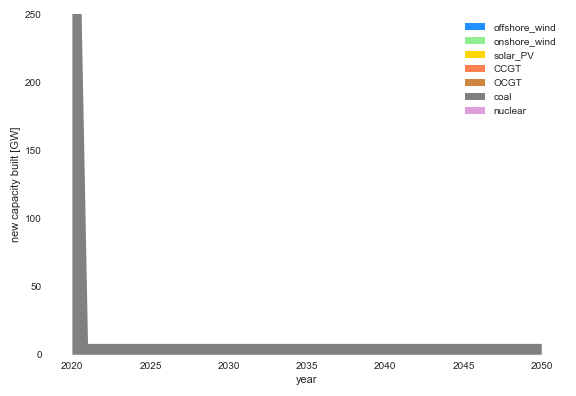 250
200
150
100
50
0
new capacity built [GW]
offshore_wind
onshore_wind
solar_PV
CCGT
OCGT
coal
nuclear
2020 2025 2030 2035 2040 2045 2050
year